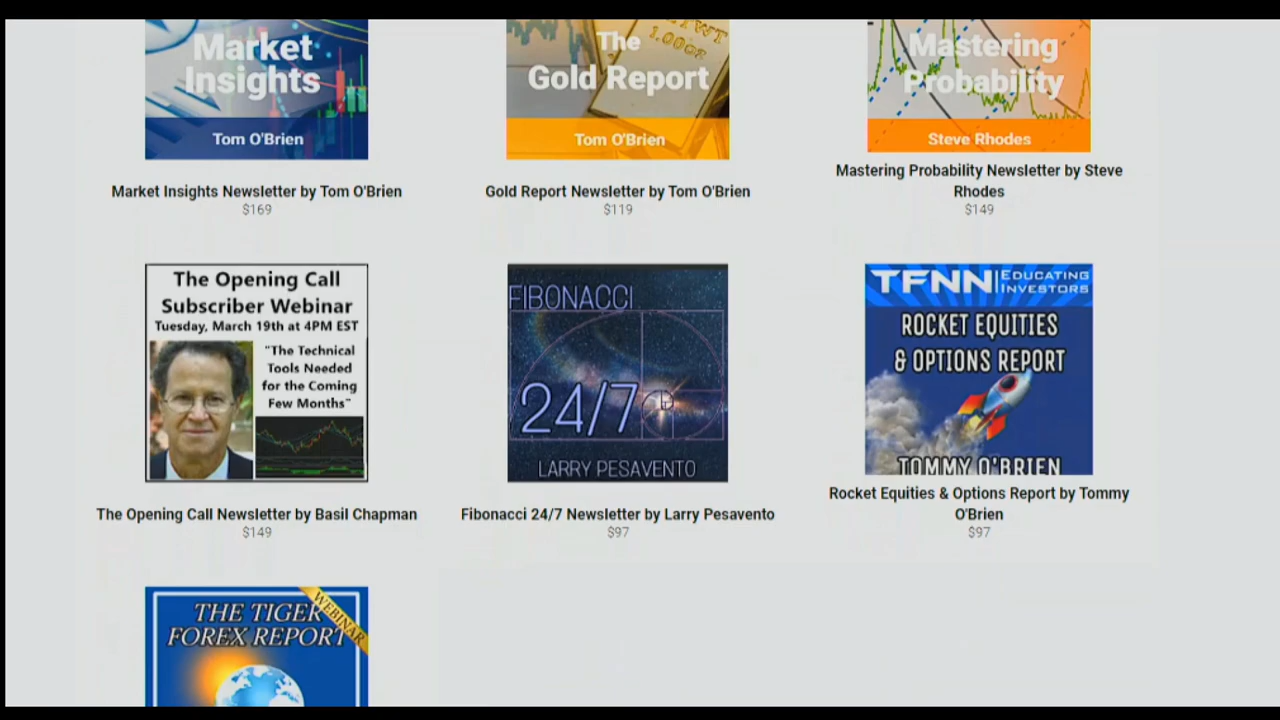 Market
Insights
Tom O'Brien
Market Insights Newsletter by Tom O'Brien
$169
1.00oz
The
Gold Report
Tom O'Brien
Gold Report Newsletter by Tom O'Brien
$119
Mastering
Probability
Steve Rhodes
Mastering Probability Newsletter by Steve
Rhodes
$149
The Opening Call
Subscriber Webinar
Tuesday, March 19th at 4PM EST
"The Technical
Tools Needed
for the Coming
Few Months"
The Opening Call Newsletter by Basil Chapman
$149
FIBONACCI
24/7
LARRY PESAVENTO
Fibonacci 24/7 Newsletter by Larry Pesavento
$97
TFNN EDUCATING
INVESTORS
ROCKET EQUITIES
& OPTIONS REPORT
TOMMY O'BRIEN
Rocket Equities & Options Report by Tommy
O'Brien
$97
WEBINAR
THE TIGER
FOREX REPORT